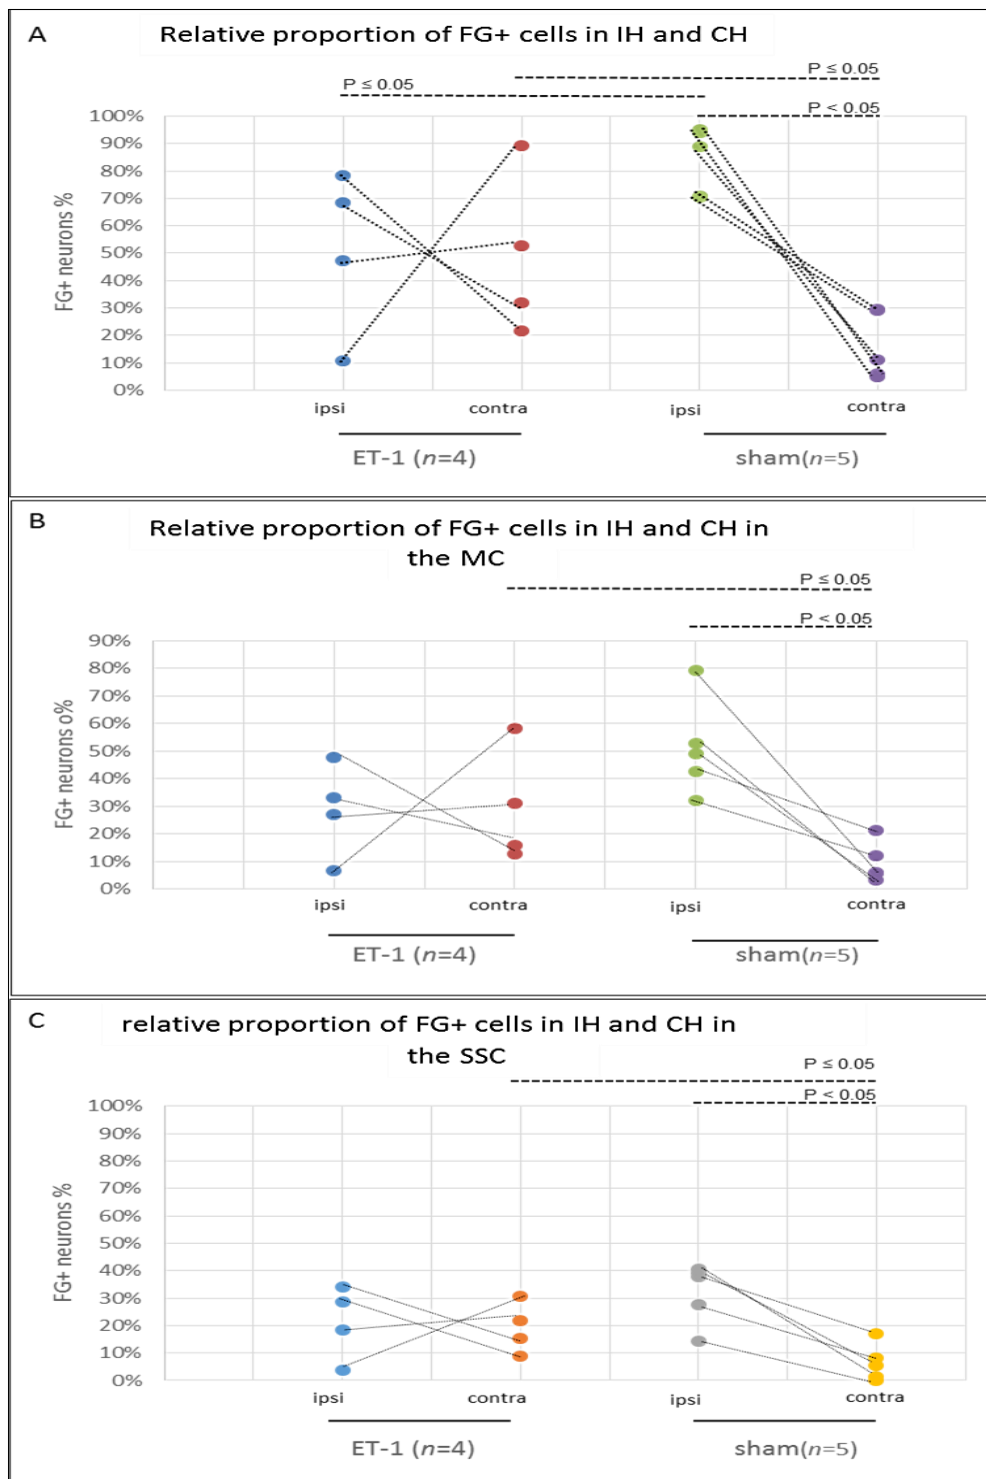 A
Relative proportion of FG+ cells in IH and CH
P ≤ 0.05
P ≤ 0.05
P < 0.05
100%
90%
80%
70%
60%
50%
40%
30%
20%
10%
0%
FG+ neurons %
ipsi
contra
ipsi
contra
ET-1 (n=4)
sham(n=5)
B
Relative proportion of FG+ cells in IH and CH in
the MC
P ≤ 0.05
P < 0.05
90%
80%
70%
60%
50%
40%
30%
20%
10%
0%
FG+ neurons o%
ipsi
contra
ipsi
contra
ET-1 (n=4)
sham(n=5)
C
relative proportion of FG+ cells in IH and CH in
the SSC
P ≤ 0.05
P < 0.05
100%
90%
80%
70%
60%
50%
40%
30%
20%
10%
0%
FG+ neurons %
ipsi
contra
ipsi
contra
ET-1 (n=4)
sham(n=5)